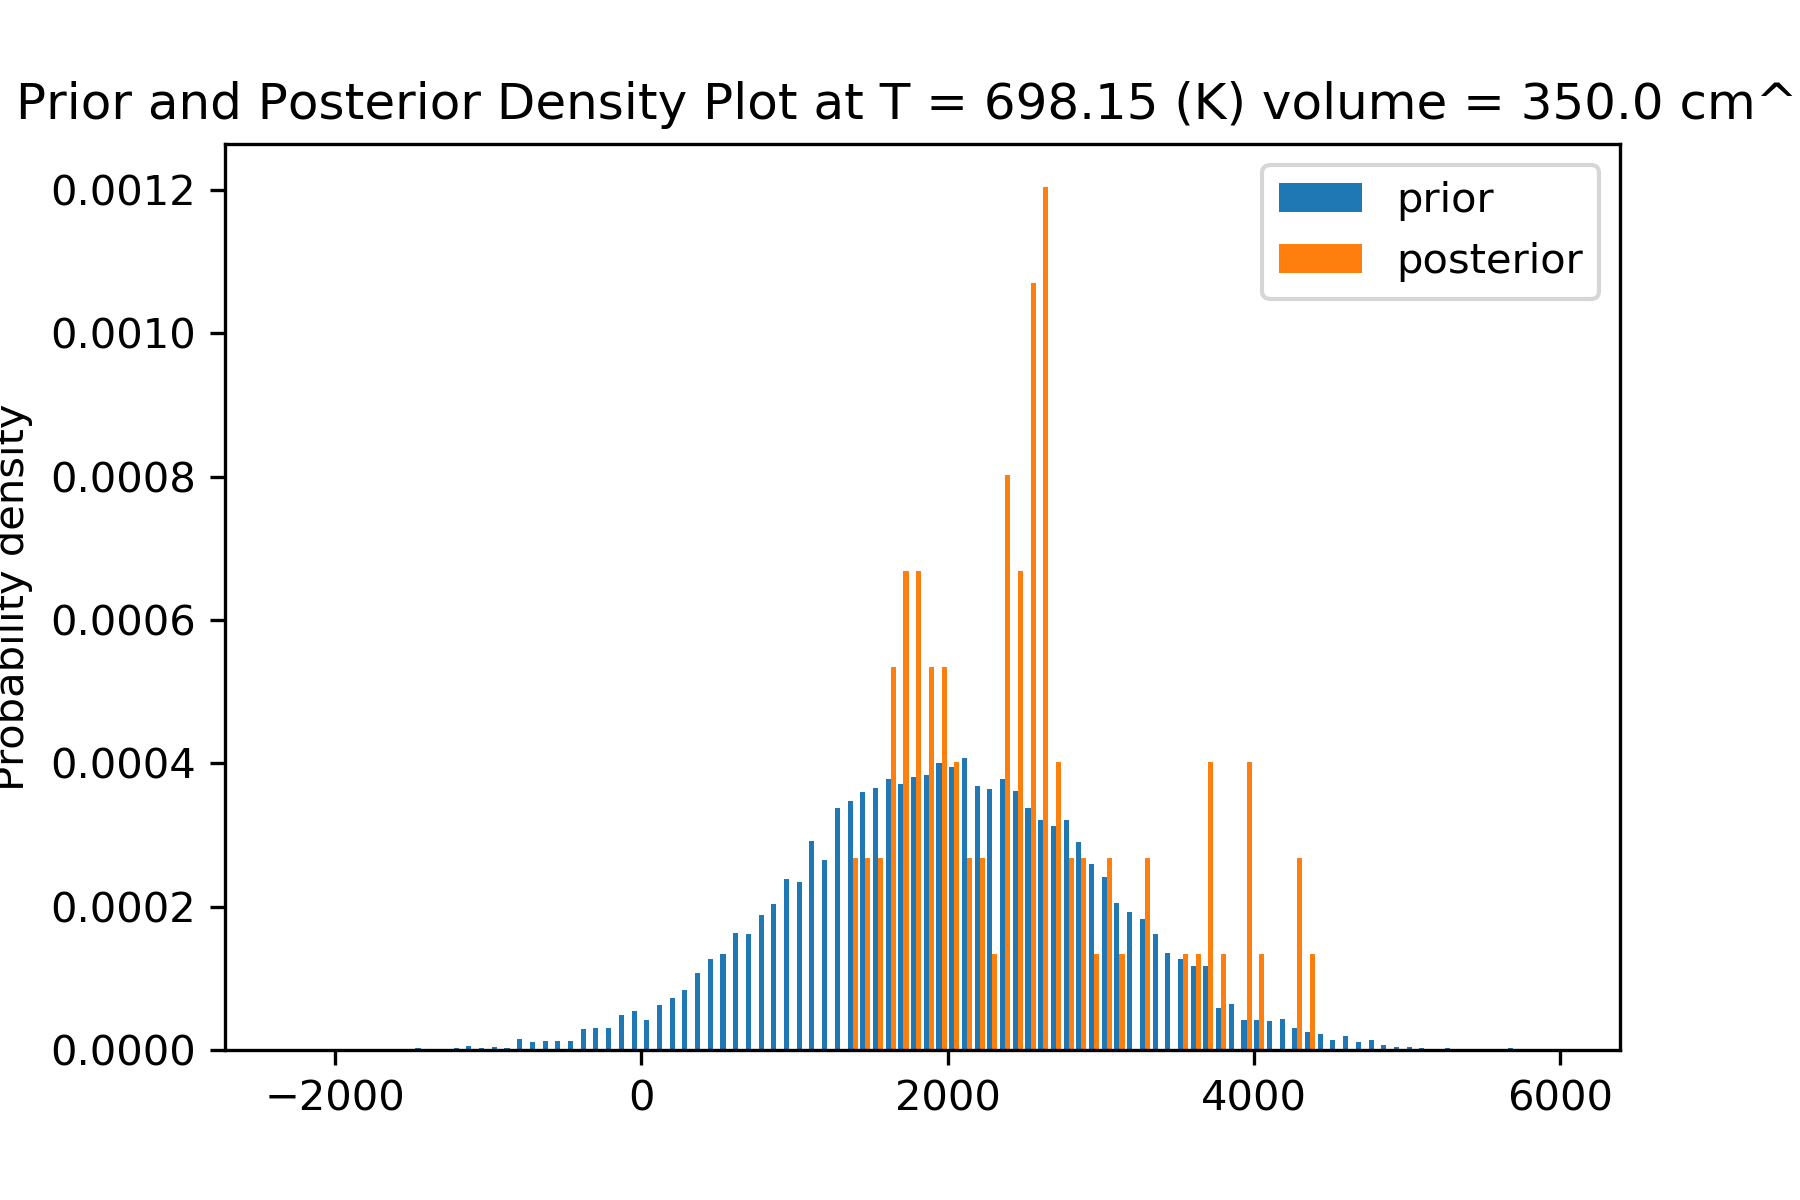 Prior and Posterior Density Plot at T = 698.15 (K) volume = 350.0 cm^
prior
posterior
Probability density
0.0012
0.0010
0.0008
0.0006
0.0004
0.0002
0.0000
−2000 0 2000 4000 6000